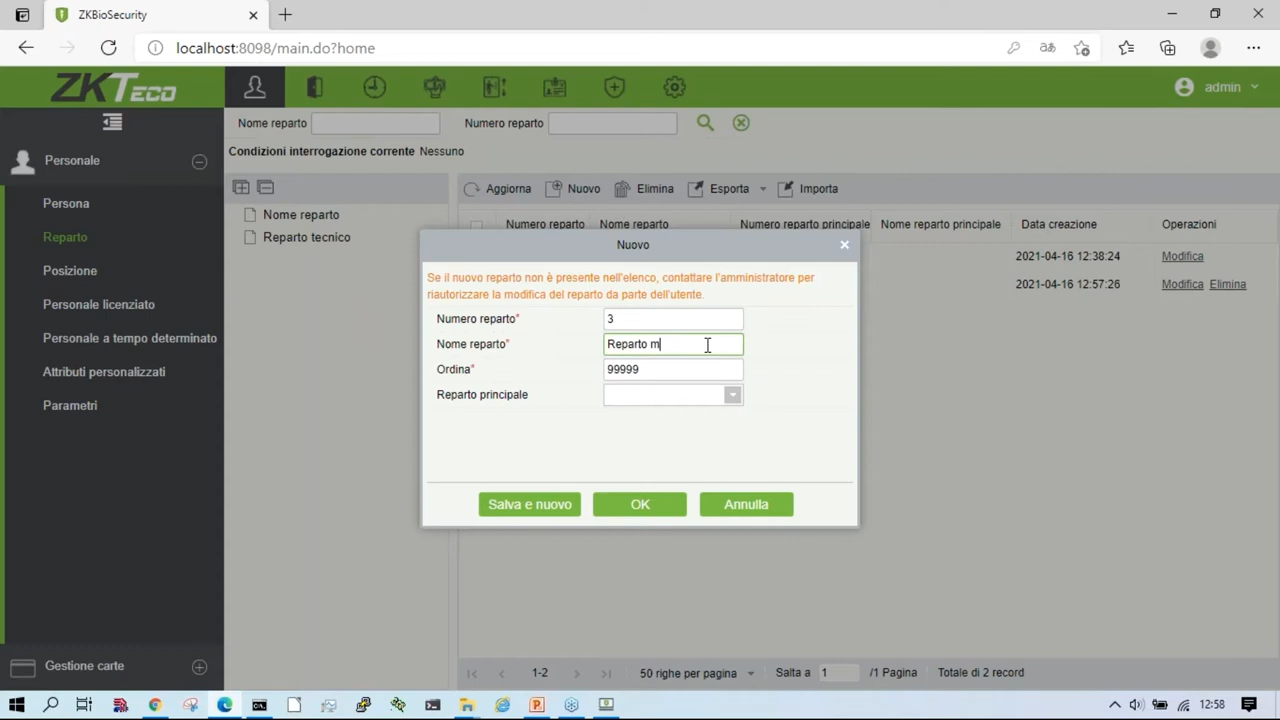 ZKBioSecurity
localhost:8098/main.do?home
ZKTeco
admin
Nome reparto
Numero reparto
Condizioni interrogazione corrente Nessuno
Personale
Persona
Reparto
Posizione
Personale licenziato
Personale a tempo determinato
Attributi personalizzati
Parametri
Gestione carte
Nome reparto
Reparto tecnico
Aggiorna Nuovo Elimina Esporta Importa
Numero reparto Nome reparto Numero reparto principale Nome reparto principale Data creazione Operazioni
2021-04-16 12:38:24 Modifica
2021-04-16 12:57:26 Modifica Elimina
Nuovo
Se il nuovo reparto non è presente nell'elenco, contattare l'amministratore per
riautorizzare la modifica del reparto da parte dell'utente.
Numero reparto* 3
Nome reparto* Reparto m
Ordina* 99999
Reparto principale
Salva e nuovo OK Annulla
1-2 50 righe per pagina Salta a 1 /1 Pagina Totale di 2 record
12:58